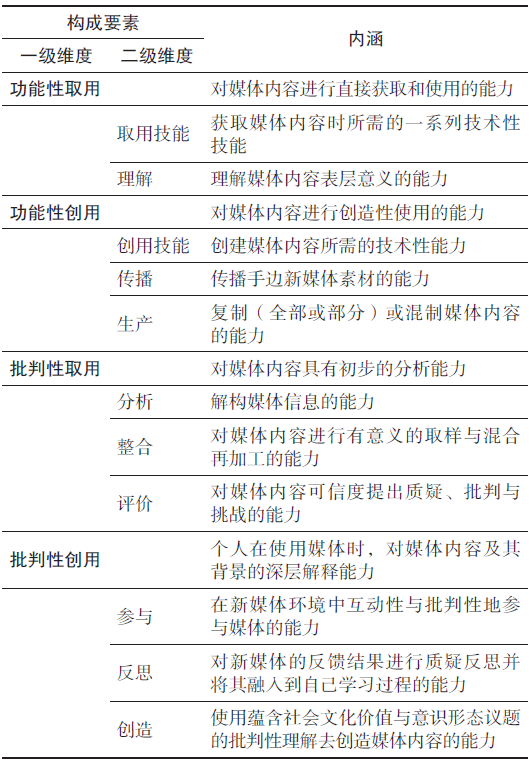 构成要素
内涵
一级维度 二级维度
功能性取用 对媒体内容进行直接获取和使用的能力
取用技能 获取媒体内容时所需的一系列技术性
技能
理解 理解媒体内容表层意义的能力
功能性创用 对媒体内容进行创造性使用的能力
创用技能 创建媒体内容所需的技术性能力
传播 传播手边新媒体素材的能力
生产 复制（全部或部分）或混制媒体内容
的能力
批判性取用 对媒体内容具有初步的分析能力
分析 解构媒体信息的能力
整合 对媒体内容进行有意义的取样与混合
再加工的能力
评价 对媒体内容可信度提出质疑、批判与
挑战的能力
批判性创用 个人在使用媒体时，对媒体内容及其
背景的深层解释能力
参与 在新媒体环境中互动性与批判性地参
与媒体的能力
反思 对新媒体的反馈结果进行质疑反思并
将其融入到自己学习过程的能力
创造 使用蕴含社会文化价值与意识形态议题
的批判性理解去创造媒体内容的能力